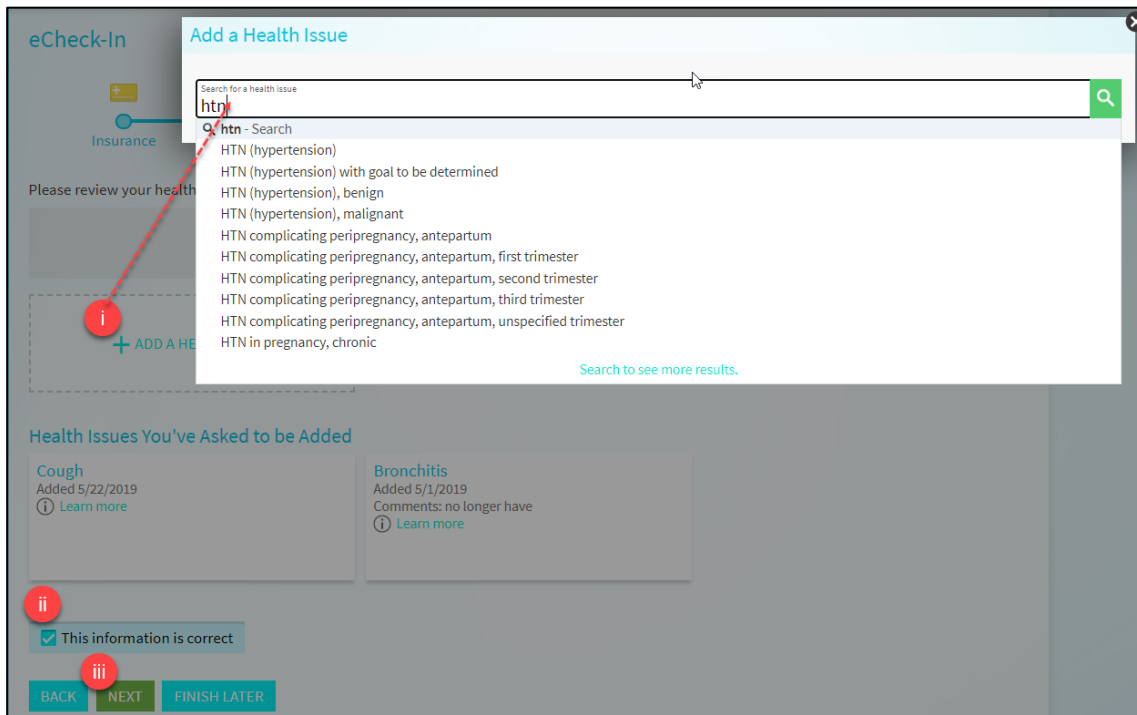 eCheck-In
Add a Health Issue
Search for a health issue
htn
htn - Search
HTN (hypertension)
HTN (hypertension) with goal to be determined
HTN (hypertension), benign
HTN (hypertension), malignant
HTN complicating peripregnancy, antepartum
HTN complicating peripregnancy, antepartum, first trimester
HTN complicating peripregnancy, antepartum, second trimester
HTN complicating peripregnancy, antepartum, third trimester
HTN complicating peripregnancy, antepartum, unspecified trimester
HTN in pregnancy, chronic
Search to see more results.
Insurance
Please review your health
i
+ ADD A HE
Health Issues You've Asked to be Added
Cough
Added 5/22/2019
Learn more
Bronchitis
Added 5/1/2019
Comments: no longer have
Learn more
ii
This information is correct
iii
BACK NEXT FINISH LATER